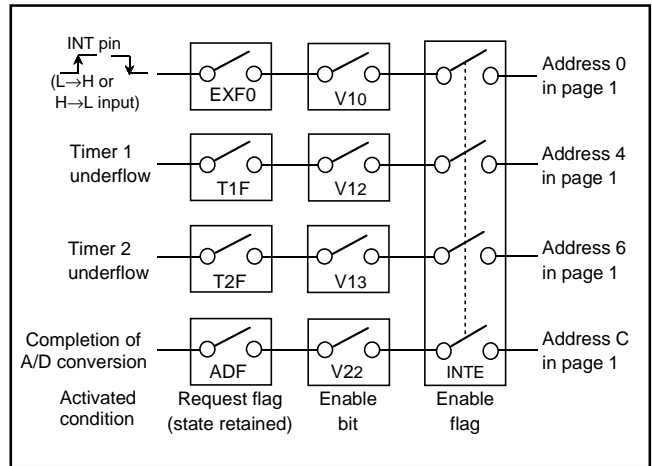 INT pin
(L→H or
H→L input)
EXF0
V10
Address 0
in page 1
Timer 1
underflow
T1F
V12
Address 4
in page 1
Timer 2
underflow
T2F
V13
Address 6
in page 1
Completion of
A/D conversion
ADF
V22
INTE
Address C
in page 1
Activated
condition
Request flag
(state retained)
Enable
bit
Enable
flag